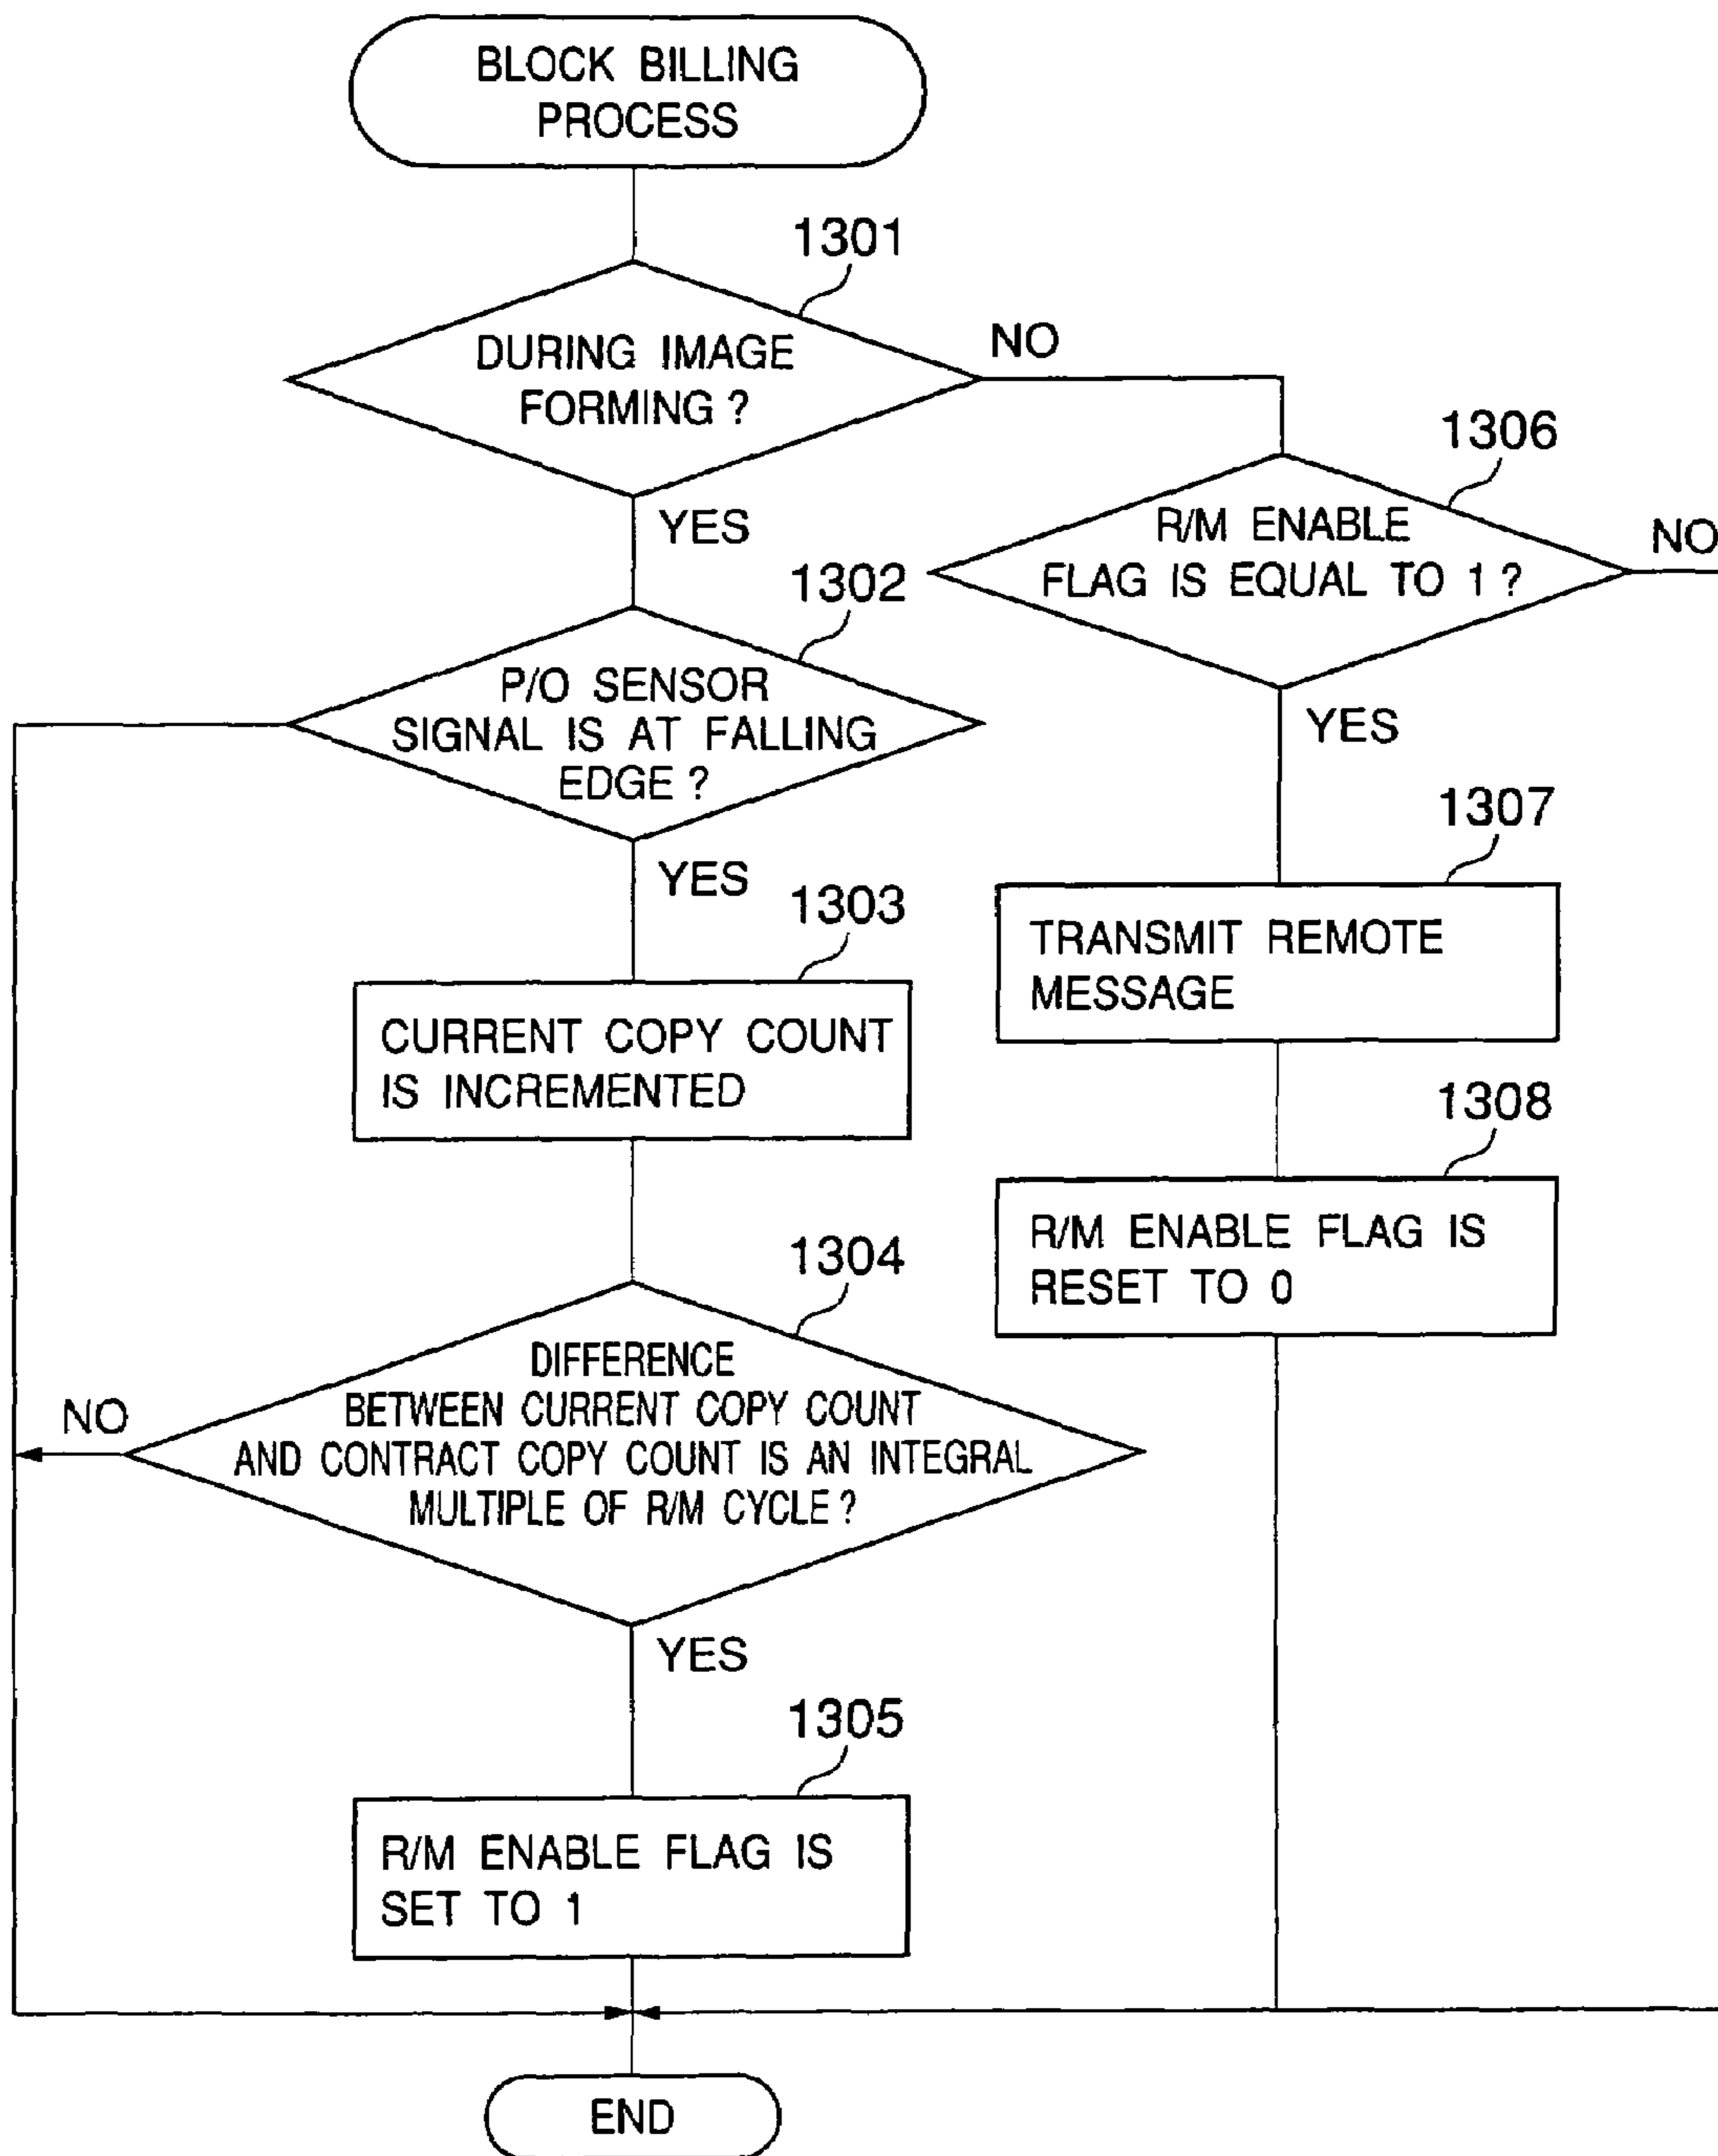 BLOCK BILLING
PROCESS
1301
DURING IMAGE
FORMING ?
NO
YES
1306
R/M ENABLE
FLAG IS EQUAL TO 1 ?
NO
YES
1302
P/O SENSOR
SIGNAL IS AT FALLING
EDGE ?
YES
1303
CURRENT COPY COUNT
IS INCREMENTED
1307
TRANSMIT REMOTE
MESSAGE
1308
R/M ENABLE FLAG IS
RESET TO 0
1304
DIFFERENCE
BETWEEN CURRENT COPY COUNT
AND CONTRACT COPY COUNT IS AN INTEGRAL
MULTIPLE OF R/M CYCLE ?
NO
YES
1305
R/M ENABLE FLAG IS
SET TO 1
END